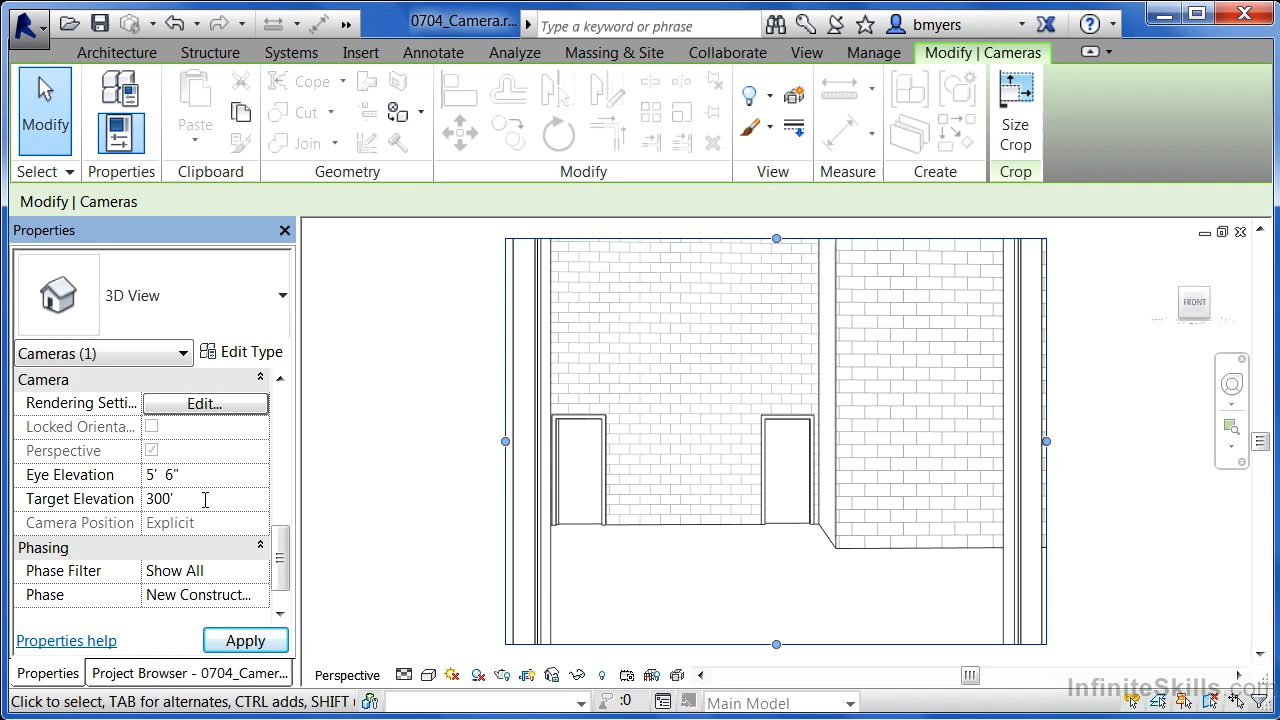 0704_Camera.r...
Type a keyword or phrase
bmyers
Architecture Structure Systems Insert Annotate Analyze Massing & Site Collaborate View Manage Modify | Cameras
Modify
Paste
Cope
Cut
Join
Size
Crop
Select Properties Clipboard Geometry Modify View Measure Create Crop
Modify | Cameras
Properties
3D View
Cameras (1) Edit Type
Camera
Rendering Setti... Edit...
Locked Orienta...
Perspective
Eye Elevation 5' 6"
Target Elevation 300'
Camera Position Explicit
Phasing
Phase Filter Show All
Phase New Construct...
Properties help Apply
Properties Project Browser - 0704_Camer...
FRONT
Perspective
Click to select, TAB for alternates, CTRL adds, SHIFT
:0
Main Model
InfiniteSkills.com